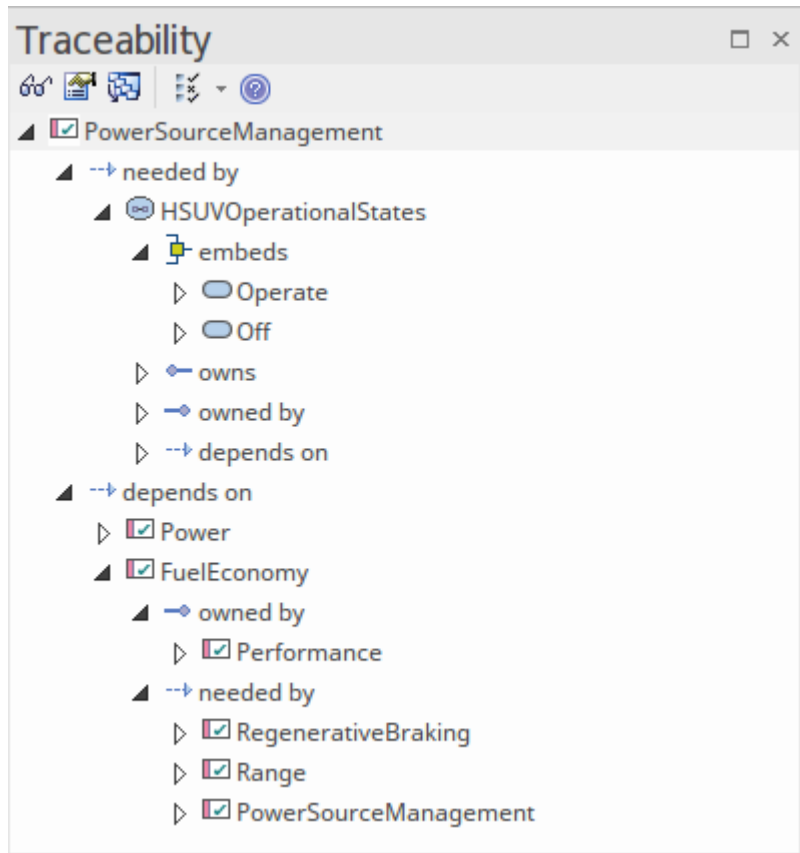 Traceability
PowerSourceManagement
needed by
HSUVOperationalStates
embeds
Operate
Off
owns
owned by
depends on
depends on
Power
FuelEconomy
owned by
Performance
needed by
RegenerativeBraking
Range
PowerSourceManagement